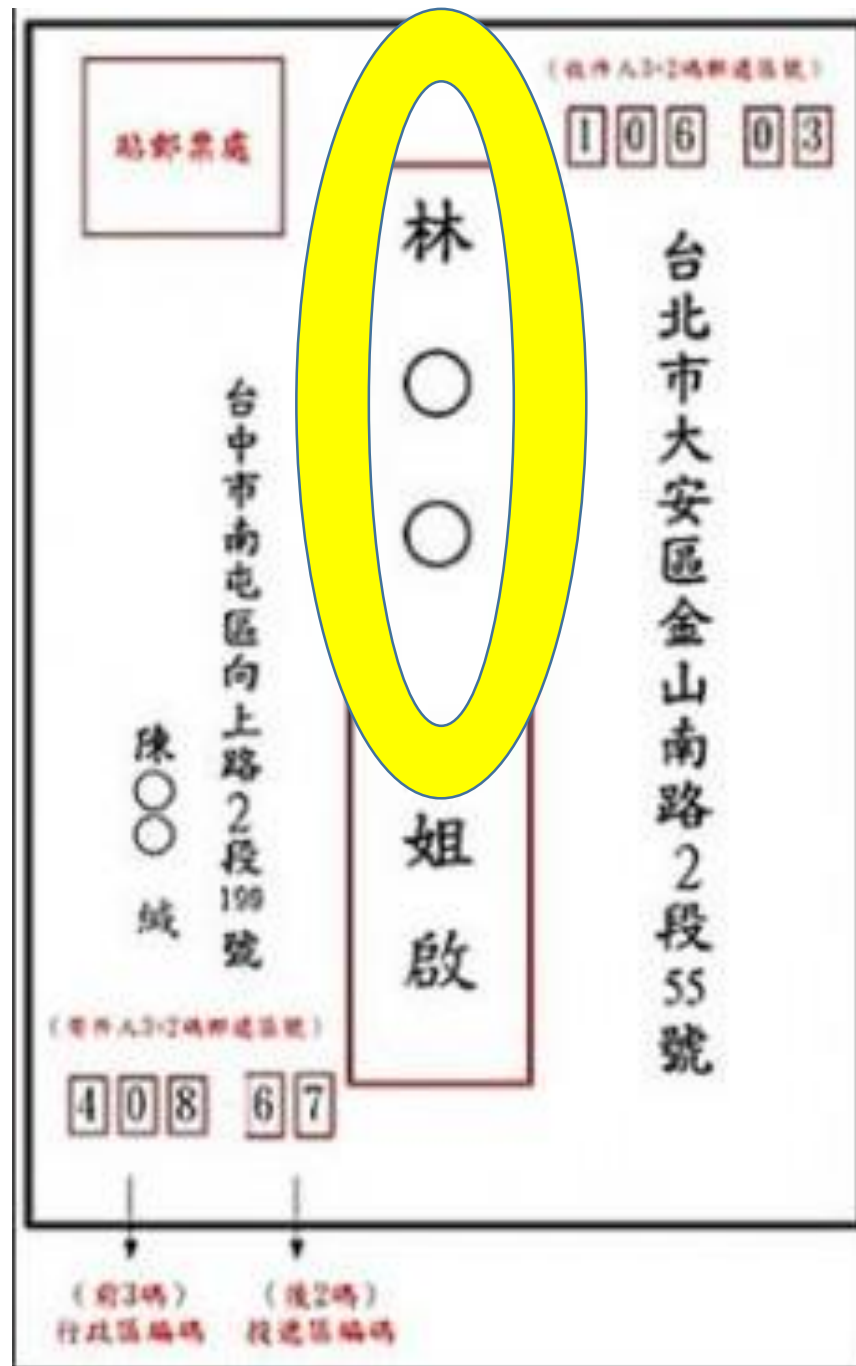 (收件人3+2碼郵遞區號)
106 03
台北市大安區金山南路2段55號
林○○
姐啟
貼郵票處
台中市南屯區向上路2段199號
陳○○ 緘
(寄件人3+2碼郵遞區號)
408 67
(前3碼)
行政區編碼
(後2碼)
投遞區編碼